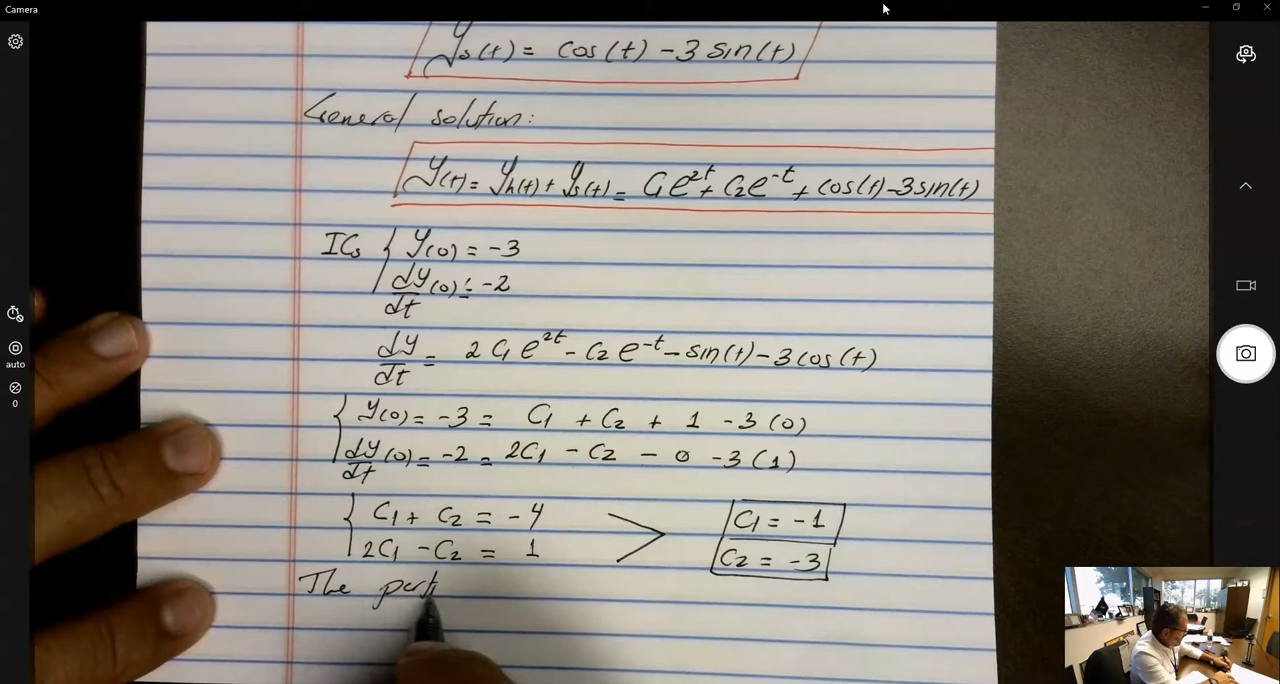 Camera
y_s(t) = cos(t) - 3 sin(t)
General solution:
y(t) = y_h(t) + y_s(t) = C1 e^2t + C2 e^-t + cos(t) - 3 sin(t)
ICs { y(0) = -3
dy/dt (0) = -2
dy/dt = 2 C1 e^2t - C2 e^-t - sin(t) - 3 cos(t)
{ y(0) = -3 = C1 + C2 + 1 - 3 (0)
dy/dt (0) = -2 = 2C1 - C2 - 0 - 3 (1)
{ C1 + C2 = -4 > C1 = -1
2C1 - C2 = 1 C2 = -3
The part
auto
0